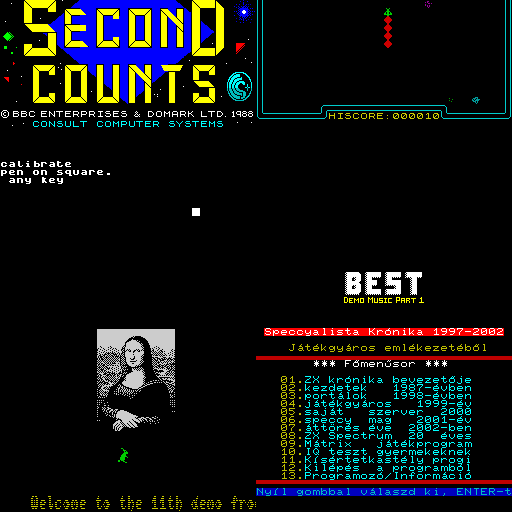 SECOND
COUNTS
© BBC ENTERPRISES & DOMARK LTD. 1988
CONSULT COMPUTER SYSTEMS
HISCORE:000010
calibrate
pen on square.
any key
BEST
DEMO MUSIC PART 1
Speccyalista Krónika 1997-2002
Játékgyáros emlékezetéből
*** Főmenüsor ***
01.ZX krónika bevezetője
02.kezdetek 1987-évben
03.portálok 1998-évben
04.játékgyáros 1999-év
05.saját szerver 2000
06.speccy mag 2001-év
07.áttörés éve 2002-ben
08.ZX Spectrum 20 éves
09.Mátrix játékprogram
10.IQ teszt gyermekeknek
11.Kísértetkastély progi
12.Kilépés a programból
13.Programozó/Információ
Nyíl gombbal válaszd ki, ENTER-t
Welcome to the 11th demo fro